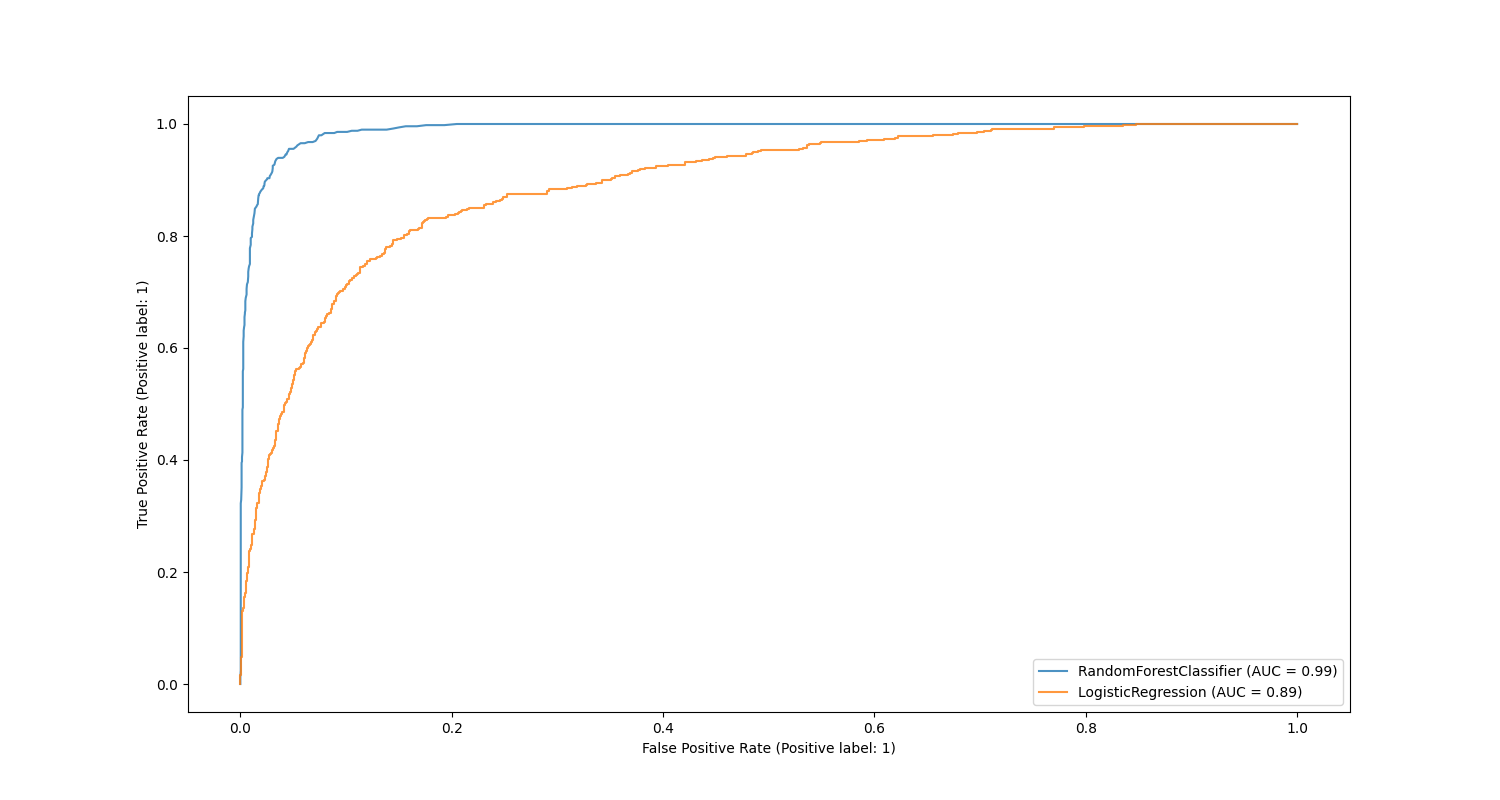 1.0
0.8
0.6
0.4
0.2
0.0
True Positive Rate (Positive label: 1)
RandomForestClassifier (AUC = 0.99)
LogisticRegression (AUC = 0.89)
0.0 0.2 0.4 0.6 0.8 1.0
False Positive Rate (Positive label: 1)